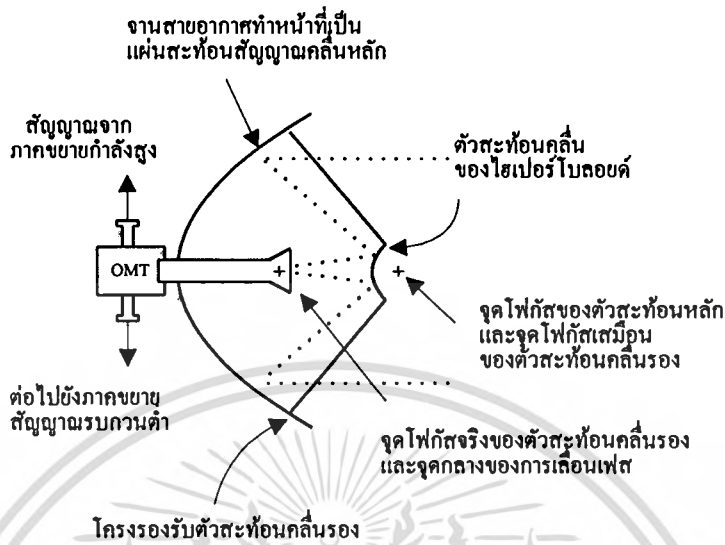 จานสายอากาศทำหน้าที่เป็น
แผ่นสะท้อนสัญญาณคลื่นหลัก
สัญญาณจาก
ภาคขยายกำลังสูง
ตัวสะท้อนคลื่น
ของไฮเปอร์โบลอยด์
OMT
+
+
จุดโฟกัสของตัวสะท้อนหลัก
และจุดโฟกัสเสมือน
ของตัวสะท้อนคลื่นรอง
ต่อไปยังภาคขยาย
สัญญาณรบกวนต่ำ
จุดโฟกัสจริงของตัวสะท้อนคลื่นรอง
และจุดกลางของการเลื่อนเฟส
โครงรองรับตัวสะท้อนคลื่นรอง